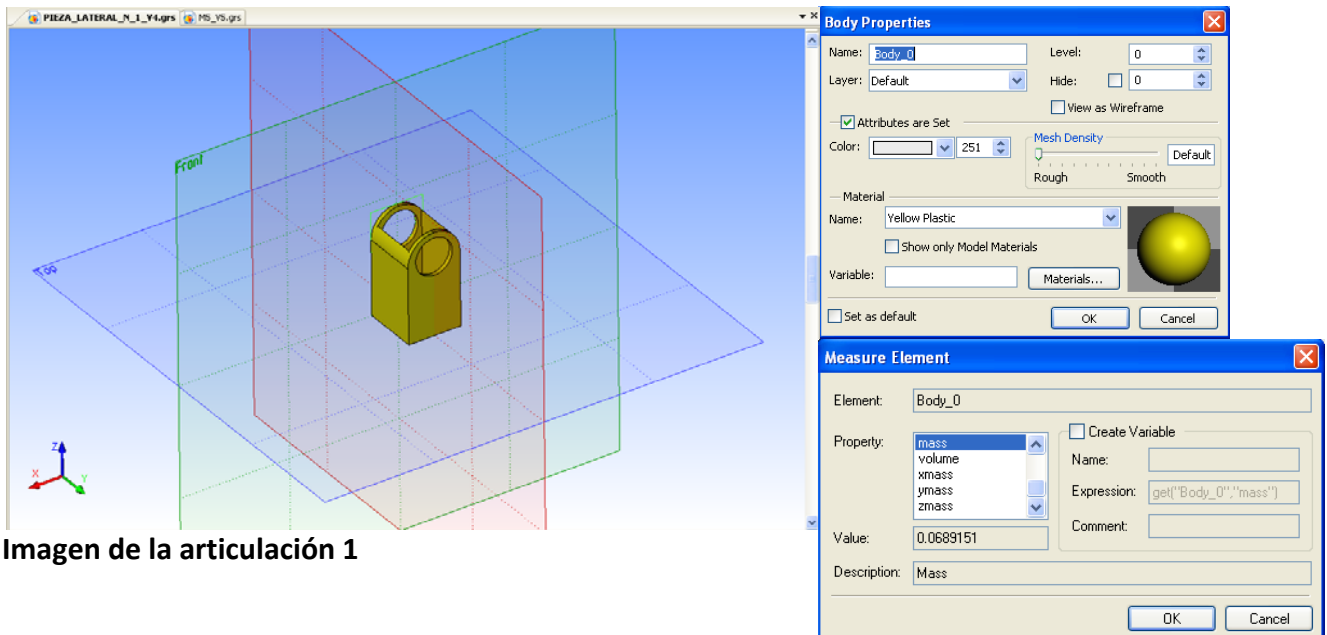 PIEZA_LATERAL_N_1_V4.grs M5_V5.grs
Front
Top
Z
X Y
Imagen de la articulación 1
Body Properties
Name: Body_0 Level: 0
Layer: Default Hide: 0
View as Wireframe
Attributes are Set
Color: 251 Mesh Density
Default
Rough Smooth
Material
Name: Yellow Plastic
Show only Model Materials
Variable: Materials...
Set as default OK Cancel
Measure Element
Element: Body_0
Property: mass Create Variable
volume Name:
xmass
ymass Expression: get("Body_0","mass")
zmass
Comment:
Value: 0.0689151
Description: Mass
OK Cancel